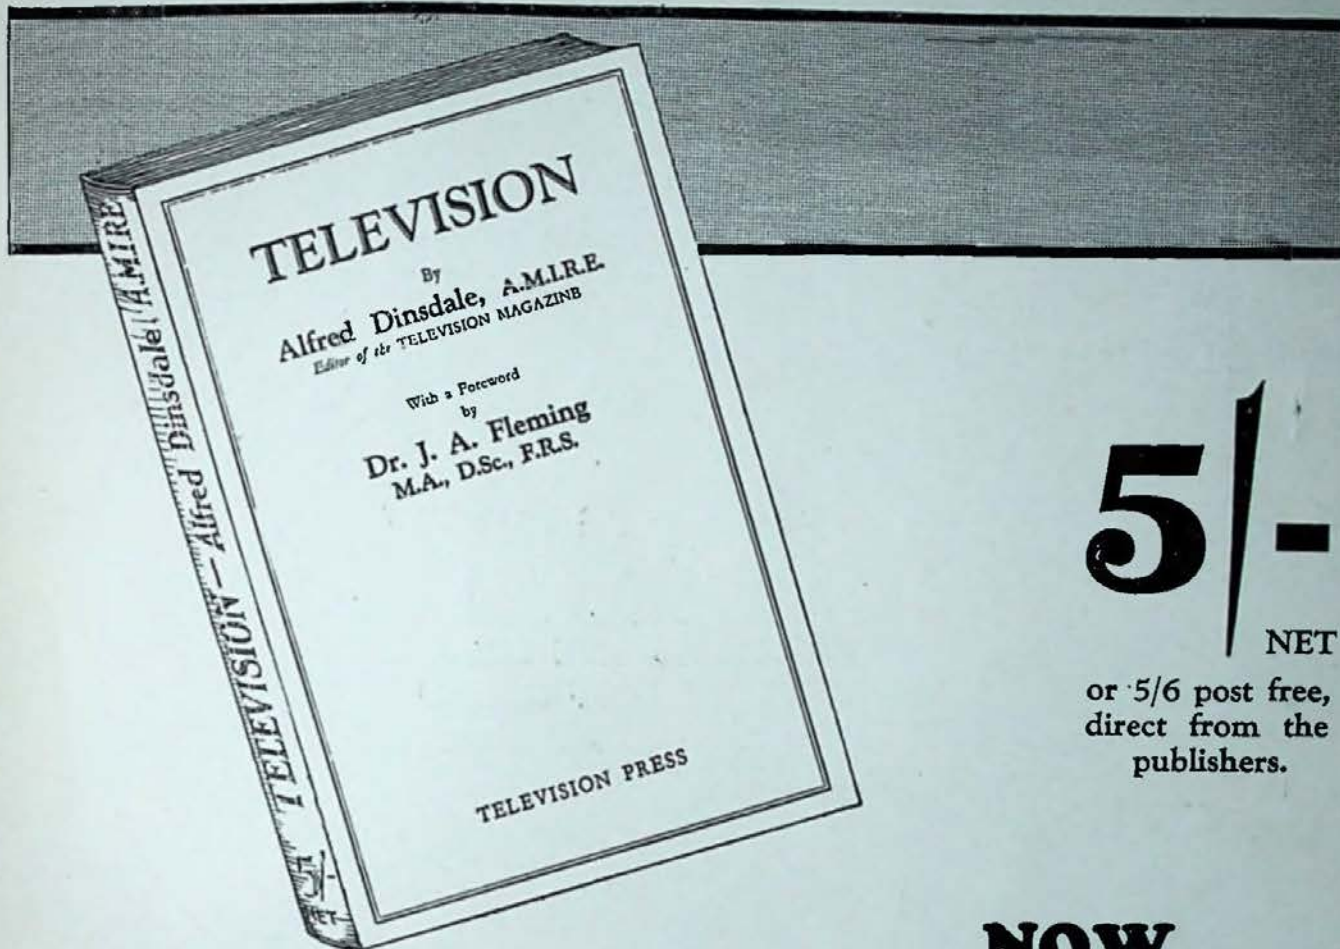 TELEVISION
By
Alfred Dinsdale, A.M.I.R.E.
Editor of the TELEVISION MAGAZINE
With a Foreword
by
Dr. J. A. Fleming
M.A., D.Sc., F.R.S.
TELEVISION PRESS
TELEVISION — Alfred Dinsdale. A.MIRE
5/-
NET
5/-
NET
or 5/6 post free,
direct from the
publishers.
NOW